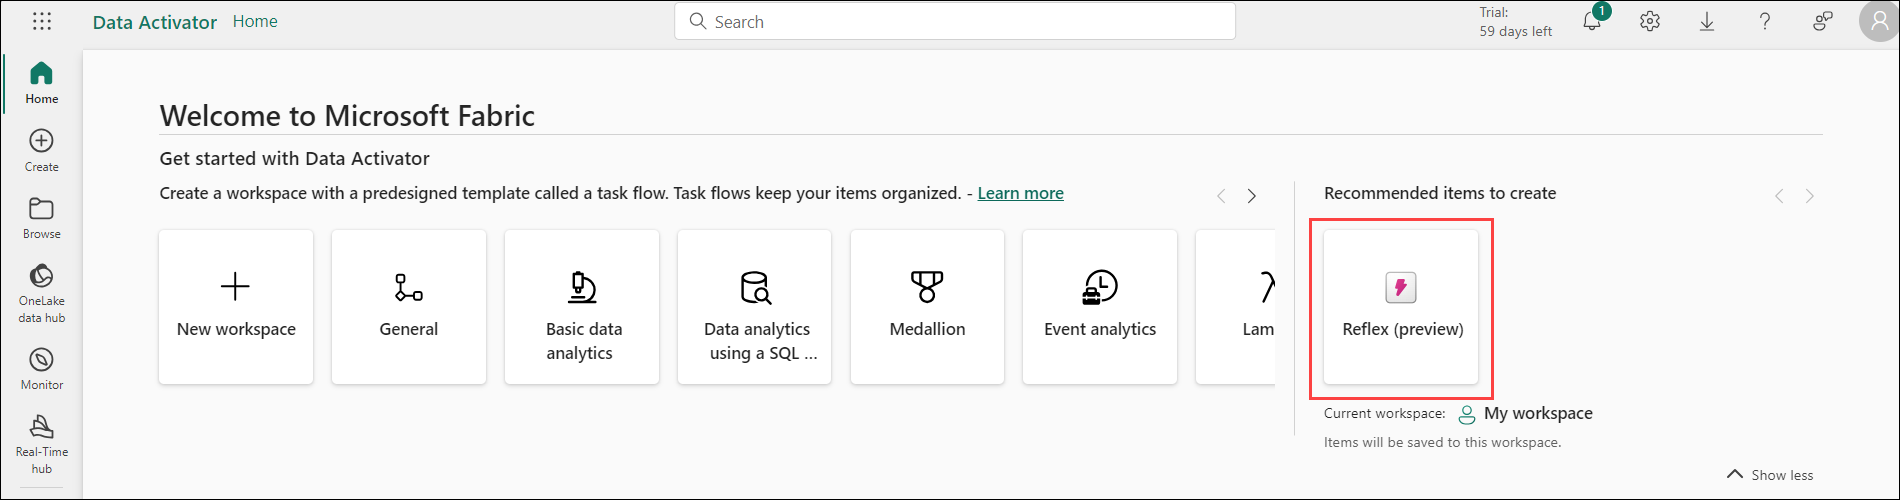 Data Activator Home
Search
Trial:
59 days left
1
Home
Create
Browse
OneLake
data hub
Monitor
Real-Time
hub
Welcome to Microsoft Fabric
Get started with Data Activator
Create a workspace with a predesigned template called a task flow. Task flows keep your items organized. - Learn more
New workspace
General
Basic data
analytics
Data analytics
using a SQL ...
Medallion
Event analytics
Lam
Recommended items to create
Reflex (preview)
Current workspace: My workspace
Items will be saved to this workspace.
Show less